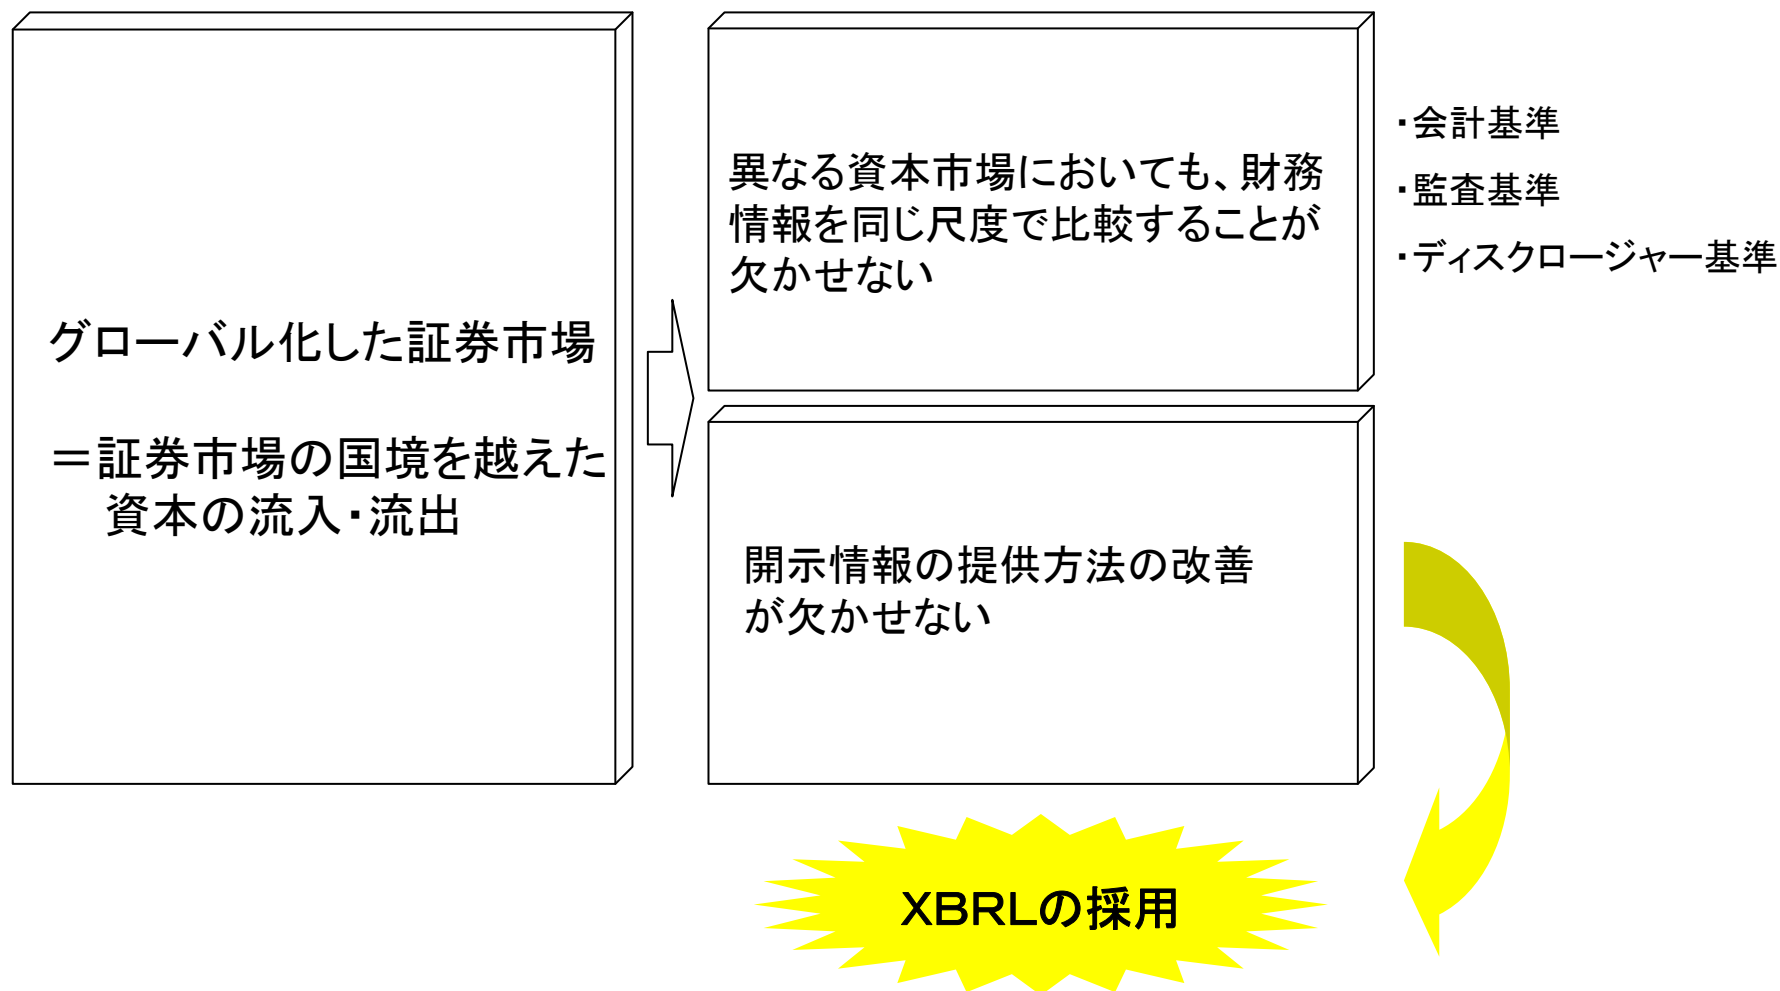 グローバル化した証券市場
＝証券市場の国境を越えた
資本の流入・流出
異なる資本市場においても、財務
情報を同じ尺度で比較することが
欠かせない
・会計基準
・監査基準
・ディスクロージャー基準
開示情報の提供方法の改善
が欠かせない
XBRLの採用